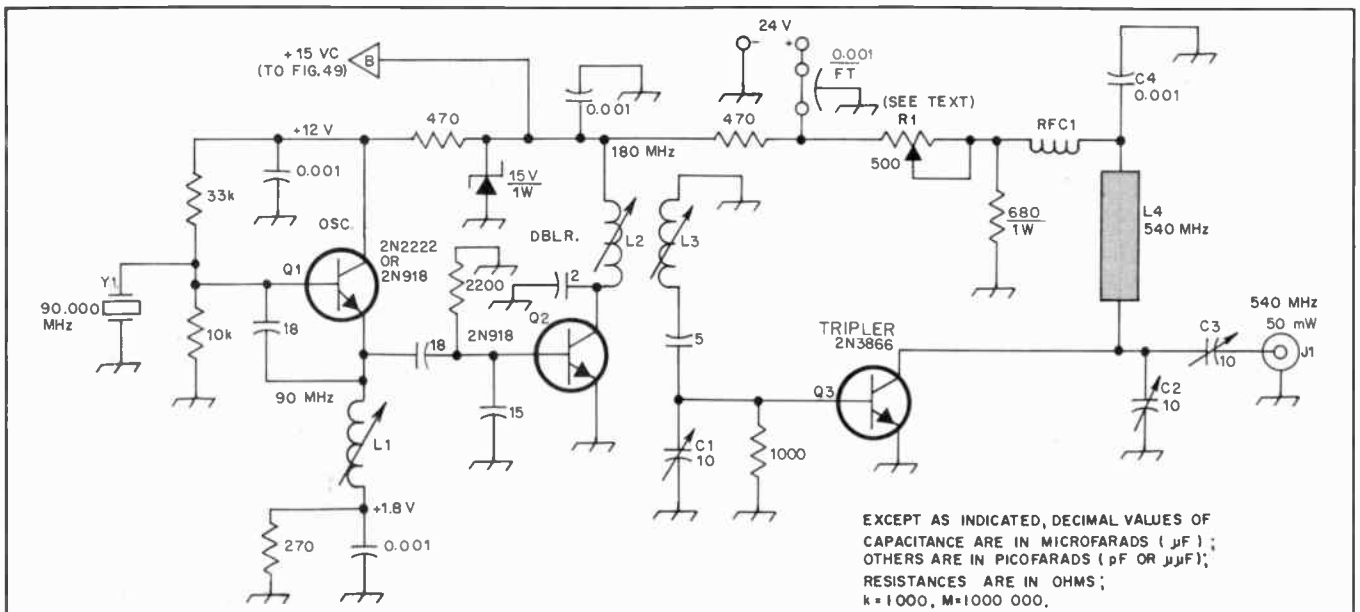 24 V
- +
+15 VC
B
(TO FIG.49)
0.001
FT
C4
0.001
0.001
(SEE TEXT)
+12 V
470
470
R1
RFC1
180 MHz
500
33k
0.001
15V
1W
OSC.
DBLR.
L2
L3
680
1W
L4
540 MHz
2N2222
OR
2N918
Q1
Y1
90.000
MHz
2200
2
Q2
10k
18
18
2N918
5
TRIPLER
2N3866
540 MHz
50 mW
C3
10
J1
90 MHz
15
Q3
C2
10
L1
C1
10
1000
+1.8 V
270
0.001
EXCEPT AS INDICATED, DECIMAL VALUES OF
CAPACITANCE ARE IN MICROFARADS (µF);
OTHERS ARE IN PICOFARADS (pF OR µµF);
RESISTANCES ARE IN OHMS;
k=1000, M=1000 000.